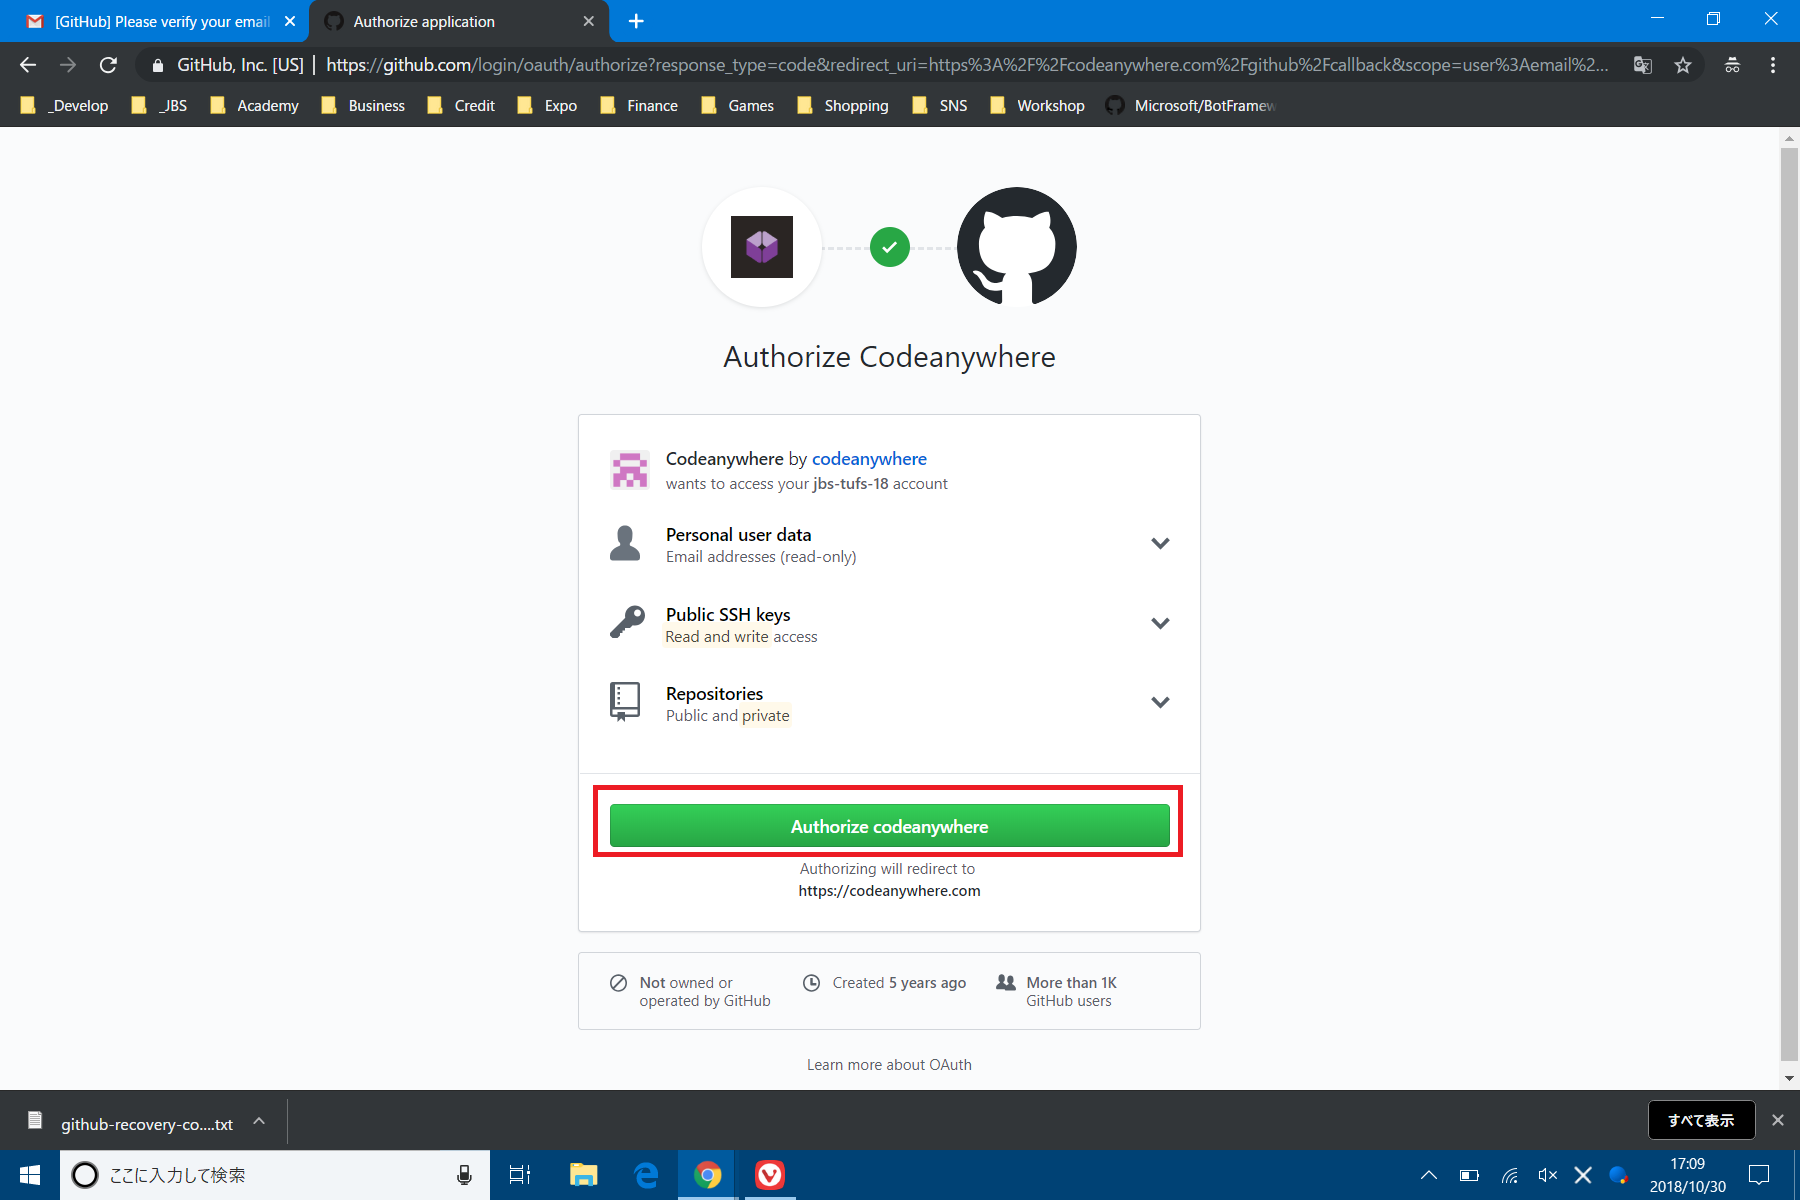 [GitHub] Please verify your email
Authorize application
GitHub, Inc. [US] | https://github.com/login/oauth/authorize?response_type=code&redirect_uri=https%3A%2F%2Fcodeanywhere.com%2Fgithub%2Fcallback&scope=user%3Aemail%2...
_Develop _JBS Academy Business Credit Expo Finance Games Shopping SNS Workshop Microsoft/BotFramew
Authorize Codeanywhere
Codeanywhere by codeanywhere
wants to access your jbs-tufs-18 account
Personal user data
Email addresses (read-only)
Public SSH keys
Read and write access
Repositories
Public and private
Authorize codeanywhere
Authorizing will redirect to
https://codeanywhere.com
Not owned or
operated by GitHub
Created 5 years ago
More than 1K
GitHub users
Learn more about OAuth
github-recovery-co....txt
すべて表示
ここに入力して検索
17:09
2018/10/30